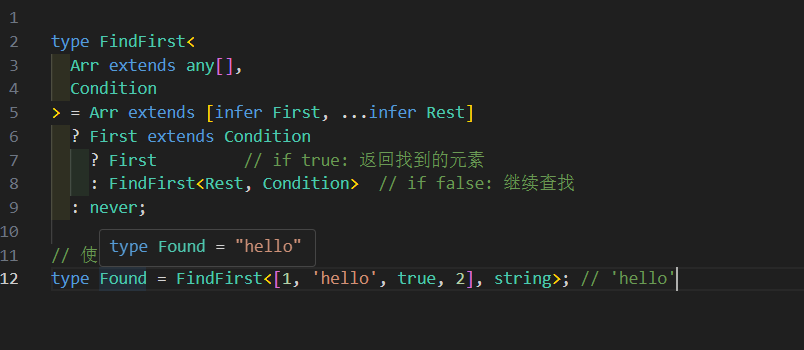 1
2 type FindFirst<
3 Arr extends any[],
4 Condition
5 > = Arr extends [infer First, ...infer Rest]
6 ? First extends Condition
7 ? First // if true: 返回找到的元素
8 : FindFirst<Rest, Condition> // if false: 继续查找
9 : never;
10
type Found = "hello"
11 // 使
12 type Found = FindFirst<[1, 'hello', true, 2], string>; // 'hello'